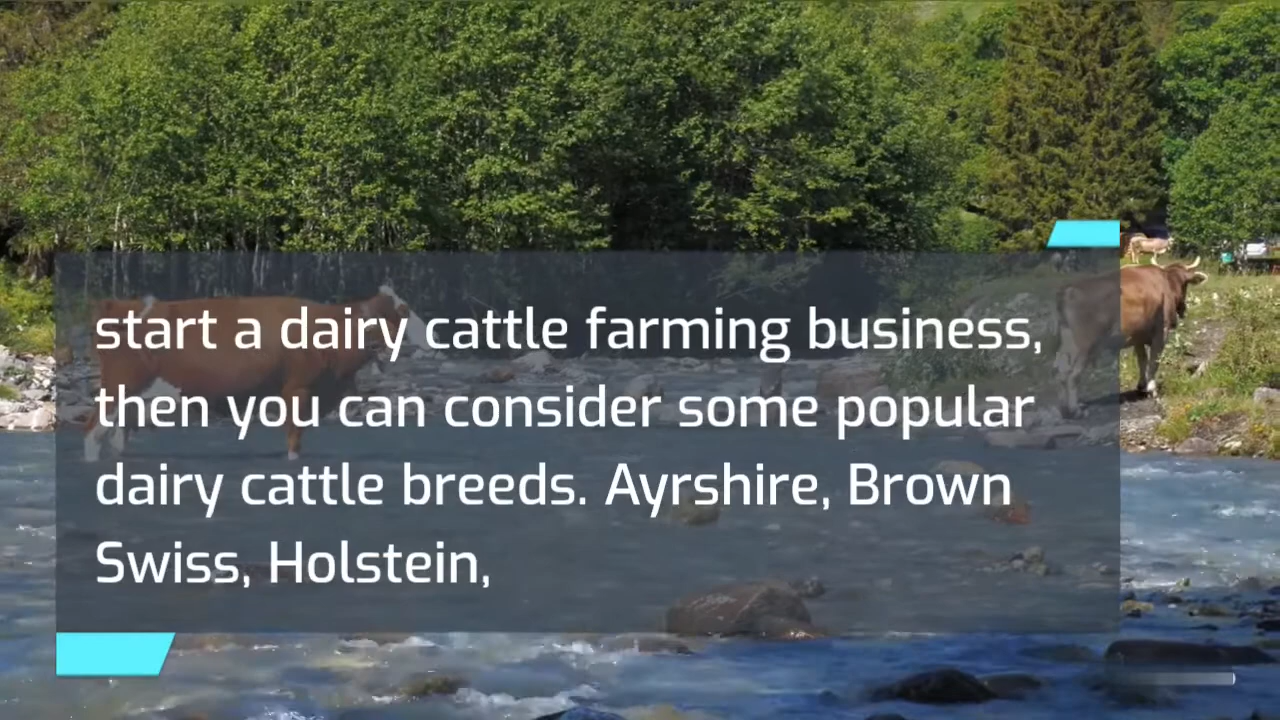 start a dairy cattle farming business,
then you can consider some popular
dairy cattle breeds. Ayrshire, Brown
Swiss, Holstein,